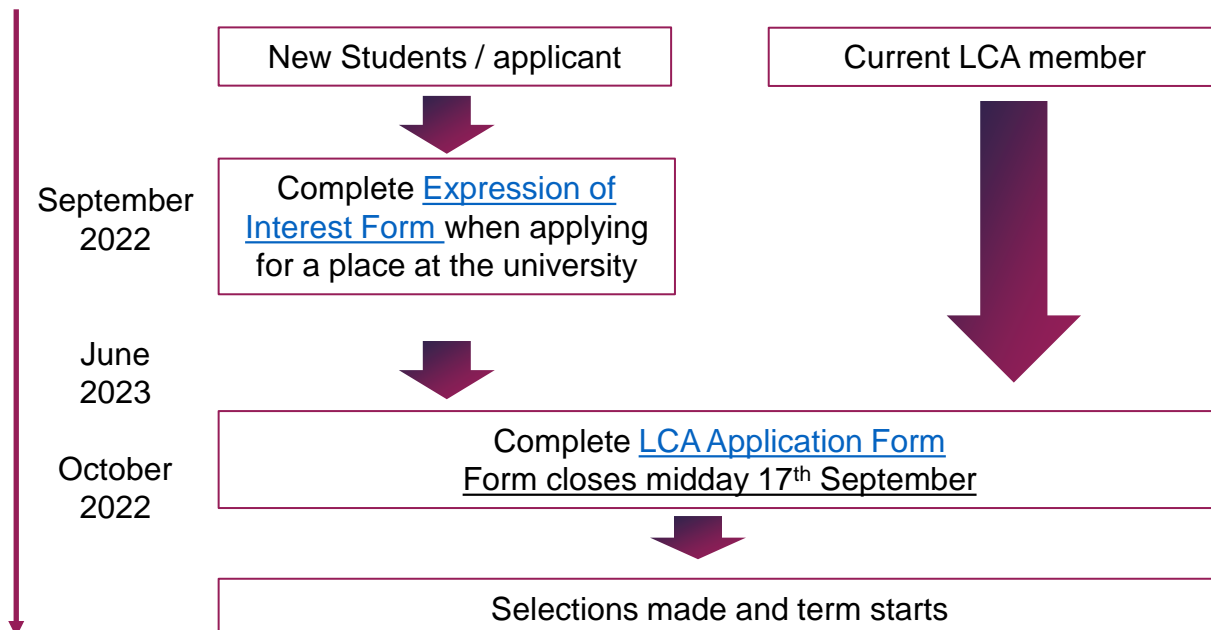 New Students / applicant
Current LCA member
September
2022
Complete Expression of
Interest Form when applying
for a place at the university
June
2023
October
2022
Complete LCA Application Form
Form closes midday 17th September
Selections made and term starts